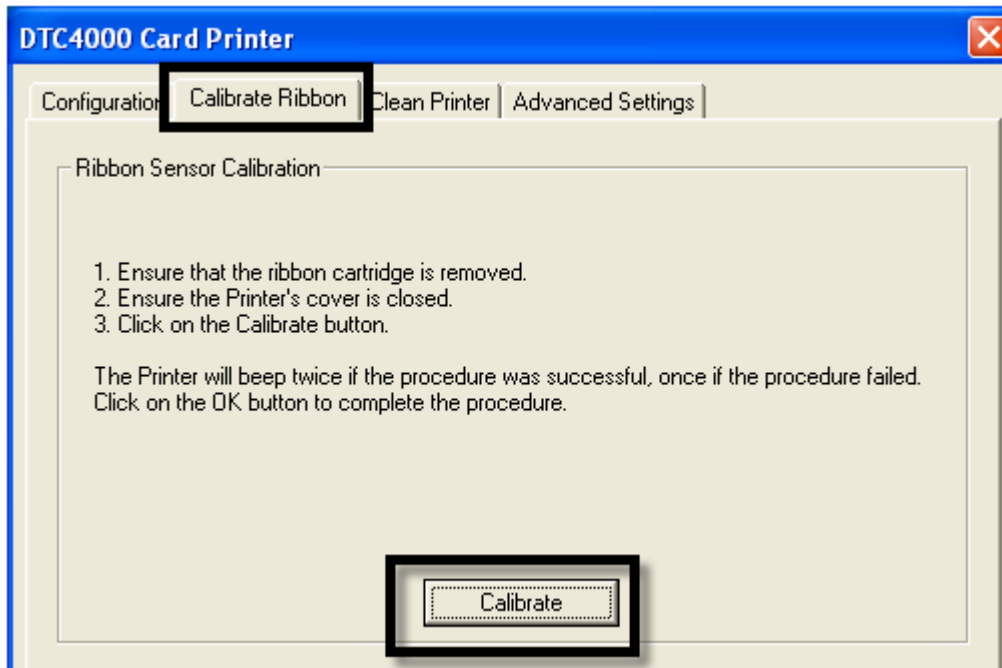 DTC4000 Card Printer
Configuration Calibrate Ribbon Clean Printer Advanced Settings
Ribbon Sensor Calibration
1. Ensure that the ribbon cartridge is removed.
2. Ensure the Printer's cover is closed.
3. Click on the Calibrate button.
The Printer will beep twice if the procedure was successful, once if the procedure failed.
Click on the OK button to complete the procedure.
Calibrate